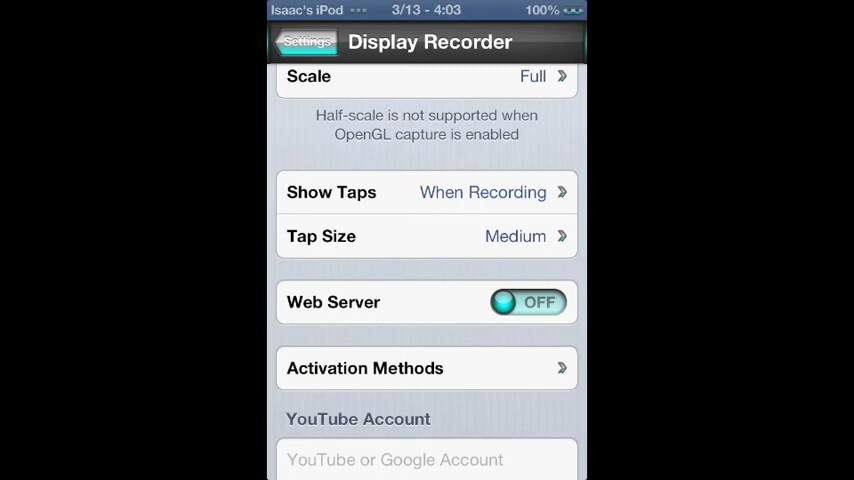 Isaac's iPod 3/13 - 4:03 100%
Settings Display Recorder
Scale Full
Half-scale is not supported when
OpenGL capture is enabled
Show Taps When Recording
Tap Size Medium
Web Server OFF
Activation Methods
YouTube Account
YouTube or Google Account